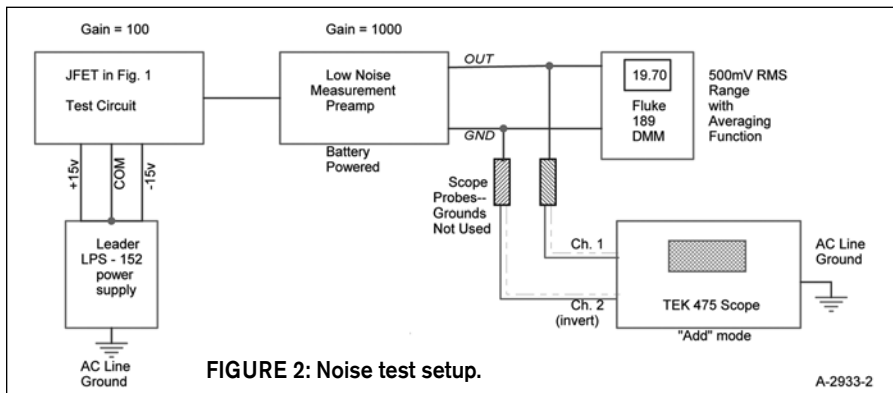 Gain = 100
Gain = 1000
JFET in Fig. 1
Test Circuit
Low Noise
Measurement
Preamp
OUT
GND
19.70
Fluke
189
DMM
500mV RMS
Range
with
Averaging
Function
Battery
Powered
+15v
COM
-15v
Scope
Probes--
Grounds
Not Used
Leader
LPS - 152
power
supply
Ch. 1
Ch. 2
(invert)
TEK 475 Scope
"Add" mode
AC Line
Ground
AC Line
Ground
FIGURE 2: Noise test setup.
A-2933-2